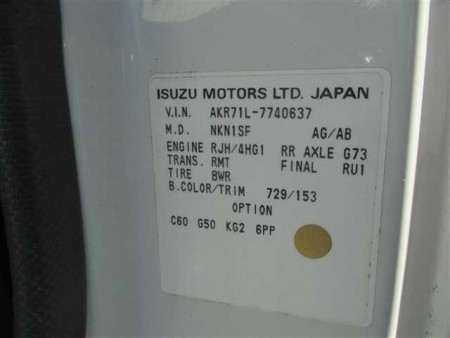 ISUZU MOTORS LTD. JAPAN
V.I.N. AKR71L-7740637
M.D. NKN1SF AG/AB
ENGINE RJH/4HG1 RR AXLE G73
TRANS. RMT FINAL RU1
TIRE BWR
B.COLOR/TRIM 729/153
OPTION
C60 G50 KG2 6PP